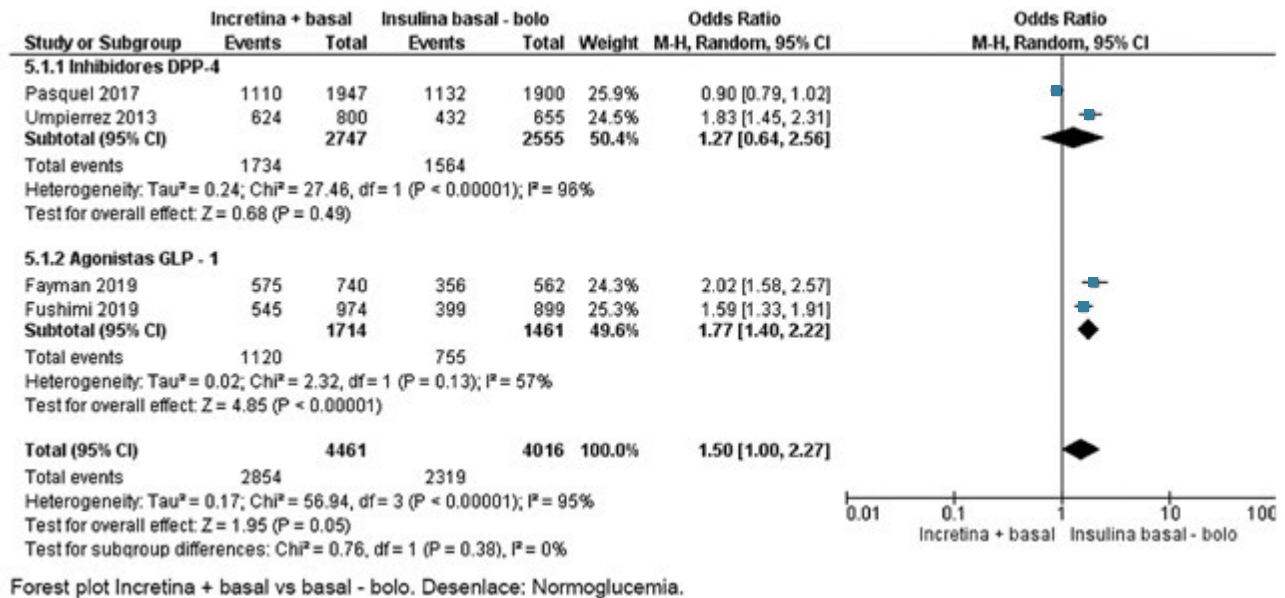 Incretina + basal Insulina basal - bolo Odds Ratio Odds Ratio
Study or Subgroup Events Total Events Total Weight M-H, Random, 95% CI M-H, Random, 95% CI
5.1.1 Inhibidores DPP-4
Pasquel 2017 1110 1947 1132 1900 25.9% 0.90 [0.79, 1.02]
Umpierrez 2013 624 800 432 655 24.5% 1.83 [1.45, 2.31]
Subtotal (95% CI) 2747 2555 50.4% 1.27 [0.64, 2.56]
Total events 1734 1564
Heterogeneity: Tau² = 0.24; Chi² = 27.46, df = 1 (P < 0.00001); I² = 96%
Test for overall effect: Z = 0.68 (P = 0.49)
5.1.2 Agonistas GLP - 1
Fayman 2019 575 740 356 562 24.3% 2.02 [1.58, 2.57]
Fushimi 2019 545 974 399 899 25.3% 1.59 [1.33, 1.91]
Subtotal (95% CI) 1714 1461 49.6% 1.77 [1.40, 2.22]
Total events 1120 755
Heterogeneity: Tau² = 0.02; Chi² = 2.32, df = 1 (P = 0.13); I² = 57%
Test for overall effect: Z = 4.85 (P < 0.00001)
Total (95% CI) 4461 4016 100.0% 1.50 [1.00, 2.27]
Total events 2854 2319
Heterogeneity: Tau² = 0.17; Chi² = 56.94, df = 3 (P < 0.00001); I² = 95%
Test for overall effect: Z = 1.95 (P = 0.05)
Test for subgroup differences: Chi² = 0.76, df = 1 (P = 0.38), I² = 0%
0.01 0.1 1 10 100
Incretina + basal Insulina basal - bolo
Forest plot Incretina + basal vs basal - bolo. Desenlace: Normoglucemia.